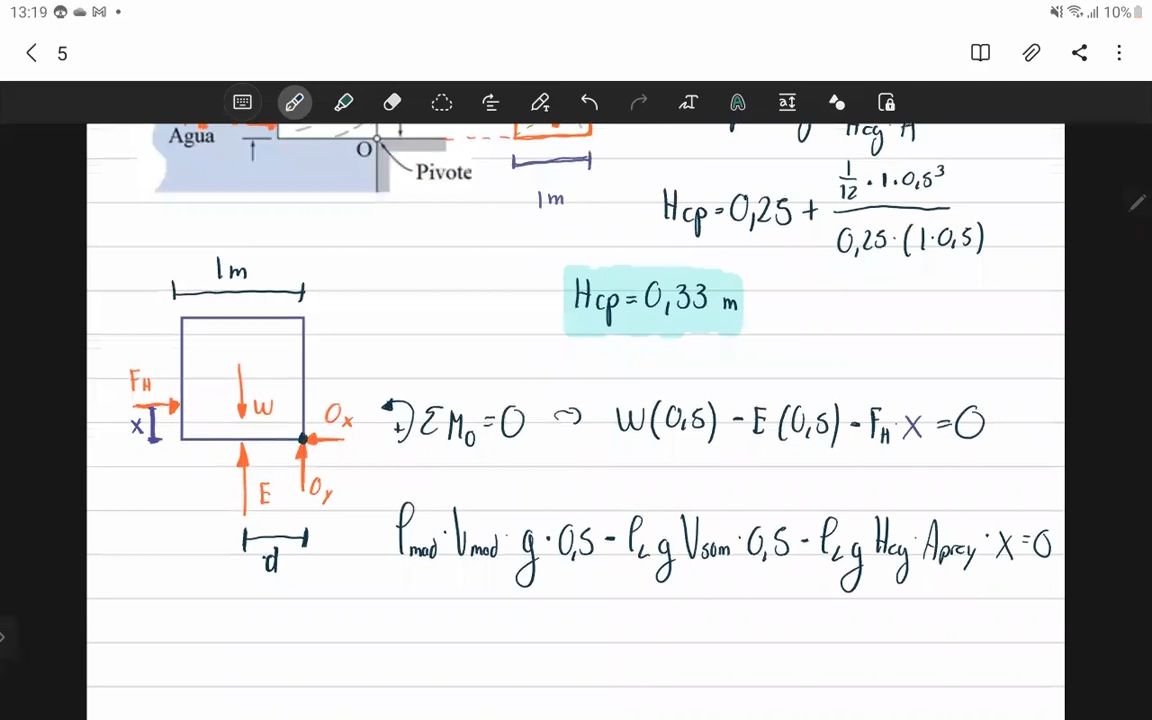 13:19
10%
5
Agua
O
Pivote
1m
Hcg A
Hcp = 0,25 + 1/12 · 1 · 0,5³ / 0,25 · (1 · 0,5)
1m
Hcp = 0,33 m
FH
W
X
Ox
E
Oy
d
+ ΣMo = 0 ⇔ W(0,5) - E(0,5) - FH · X = 0
ρmad · Vmad · g · 0,5 - ρL g Vsum · 0,5 - ρL g Hcg · Aproy · X = 0